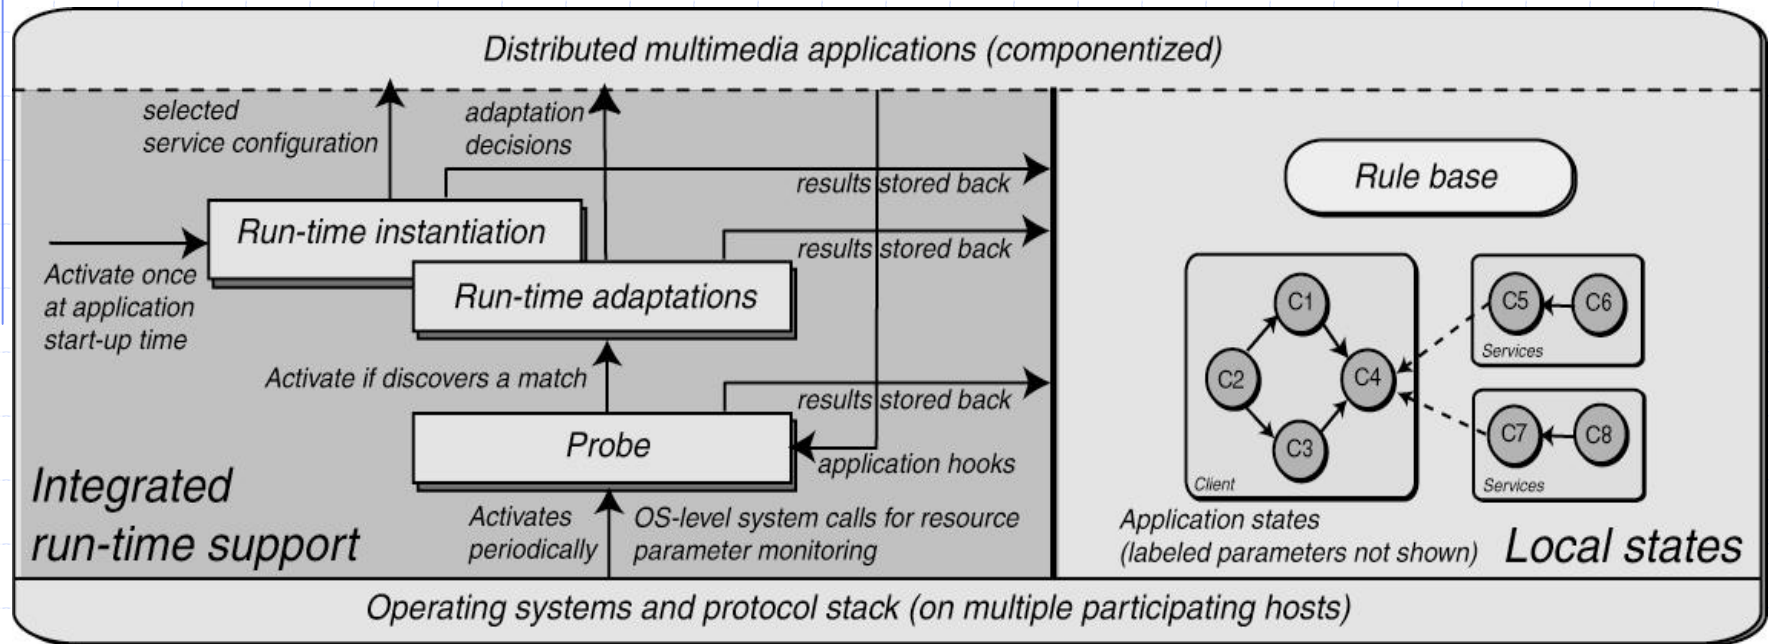 Distributed multimedia applications (componentized)
selected
service configuration
adaptation
decisions
results stored back
Run-time instantiation
results stored back
Activate once
at application
start-up time
Run-time adaptations
Activate if discovers a match
results stored back
Probe
application hooks
Integrated
run-time support
Activates
periodically
OS-level system calls for resource
parameter monitoring
Rule base
C1
C2
C3
C4
Client
C5
C6
Services
C7
C8
Services
Application states
(labeled parameters not shown)
Local states
Operating systems and protocol stack (on multiple participating hosts)